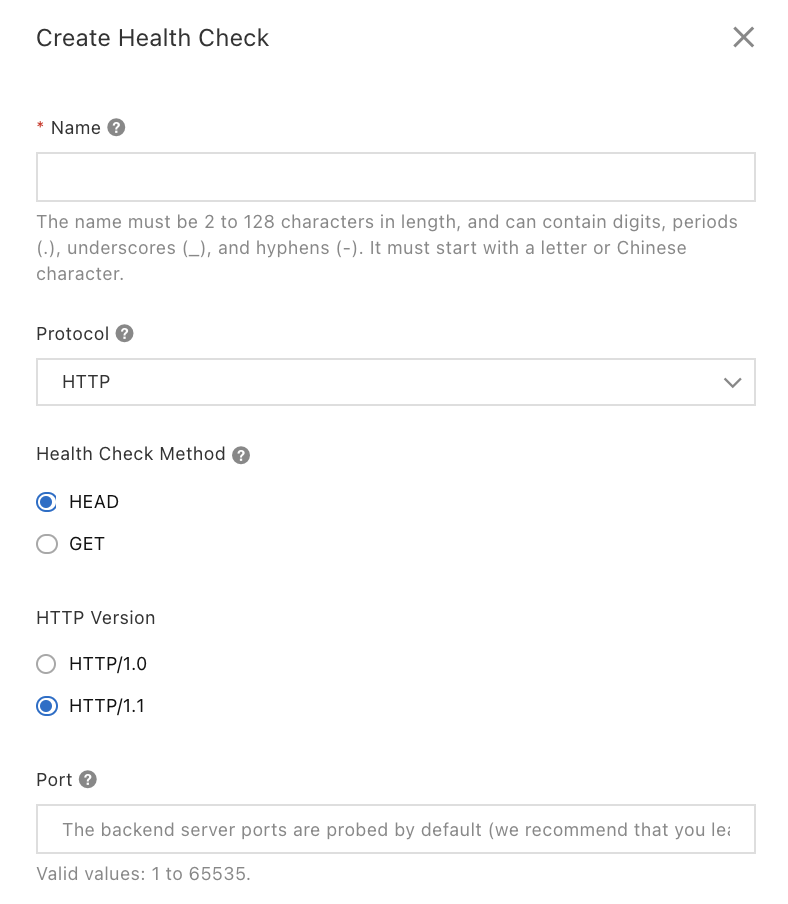 Create Health Check
* Name
The name must be 2 to 128 characters in length, and can contain digits, periods
(.), underscores (_), and hyphens (-). It must start with a letter or Chinese
character.
Protocol
HTTP
Health Check Method
HEAD
GET
HTTP Version
HTTP/1.0
HTTP/1.1
Port
The backend server ports are probed by default (we recommend that you
Valid values: 1 to 65535.